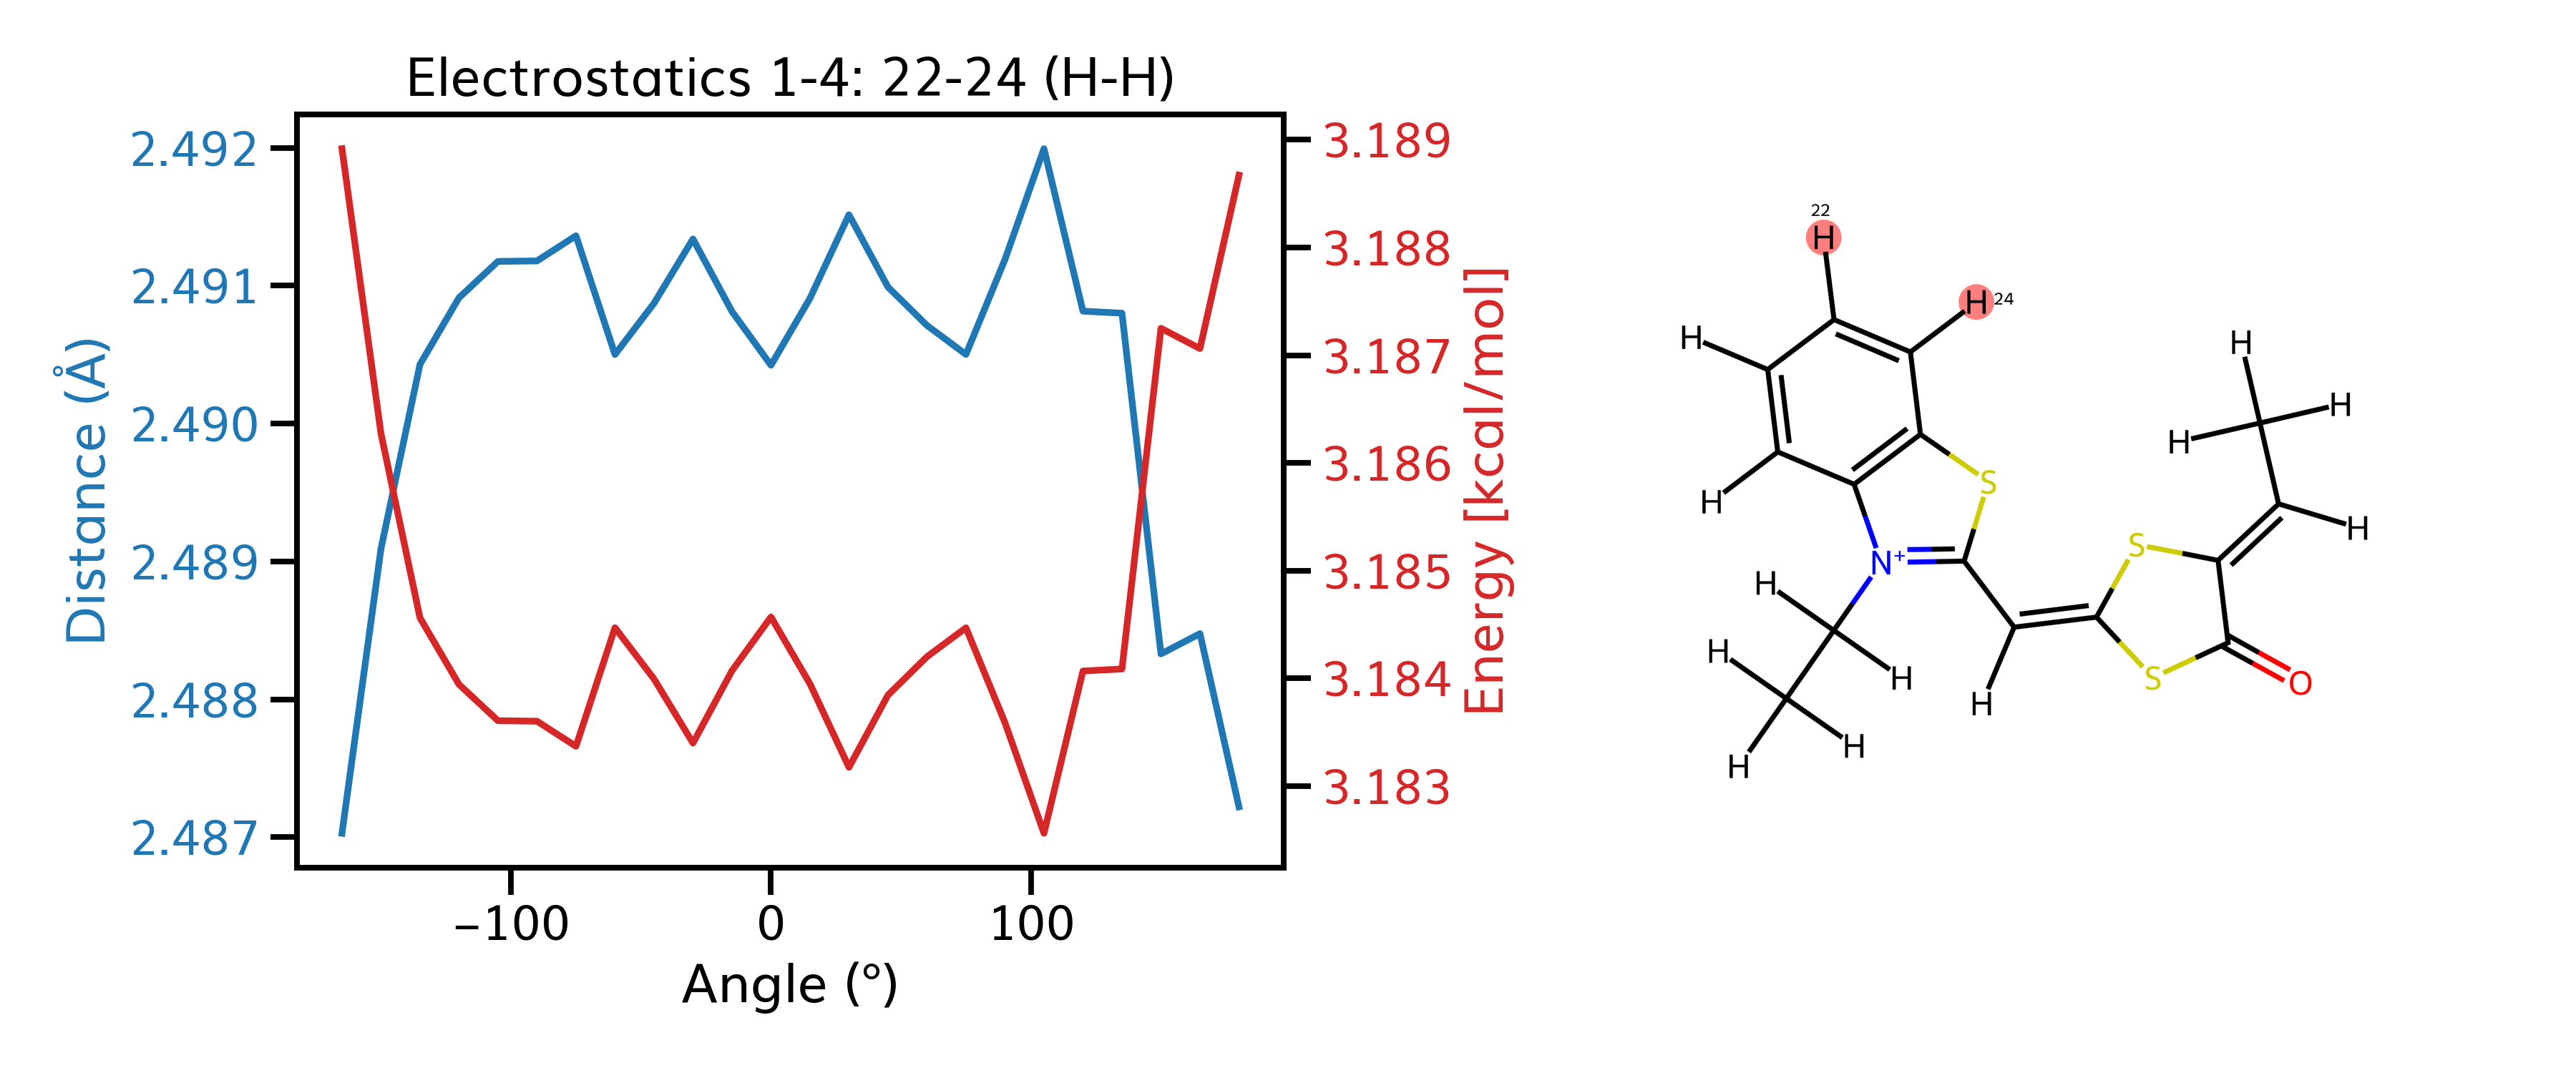 Electrostatics 1-4: 22-24 (H-H)
2.492
2.491
2.490
2.489
2.488
2.487
Distance (Å)
3.189
3.188
3.187
3.186
3.185
3.184
3.183
Energy [kcal/mol]
−100
0
100
Angle (°)
22
H
H 24
H
H
H
H
H
S
H
S
H
N⁺
H
H
H
S
O
H
H
H